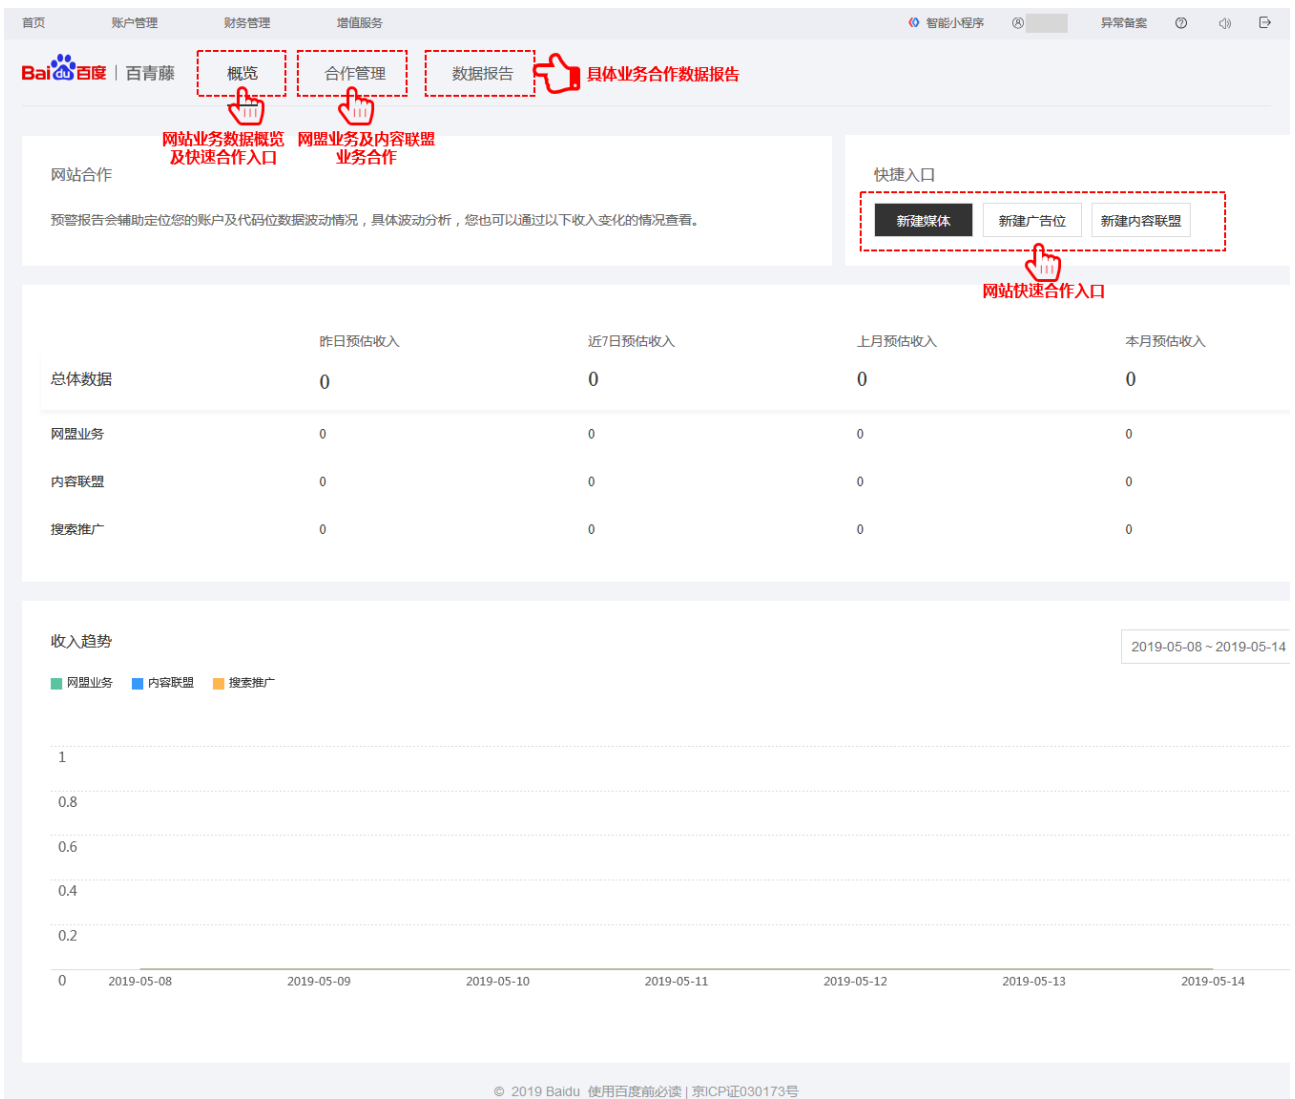 首页 账户管理 财务管理 增值服务 智能小程序 异常备案
Bai du 百度 | 百青藤 概览 合作管理 数据报告 具体业务合作数据报告
网站业务数据概览
及快速合作入口
网盟业务及内容联盟
业务合作
网站合作
预警报告会辅助定位您的账户及代码位数据波动情况，具体波动分析，您也可以通过以下收入变化的情况查看。
快捷入口
新建媒体 新建广告位 新建内容联盟
网站快速合作入口
昨日预估收入 近7日预估收入 上月预估收入 本月预估收入
总体数据 0 0 0 0
网盟业务 0 0 0 0
内容联盟 0 0 0 0
搜索推广 0 0 0 0
收入趋势
2019-05-08 ~ 2019-05-14
网盟业务 内容联盟 搜索推广
1
0.8
0.6
0.4
0.2
0
2019-05-08 2019-05-09 2019-05-10 2019-05-11 2019-05-12 2019-05-13 2019-05-14
© 2019 Baidu 使用百度前必读 | 京ICP证030173号